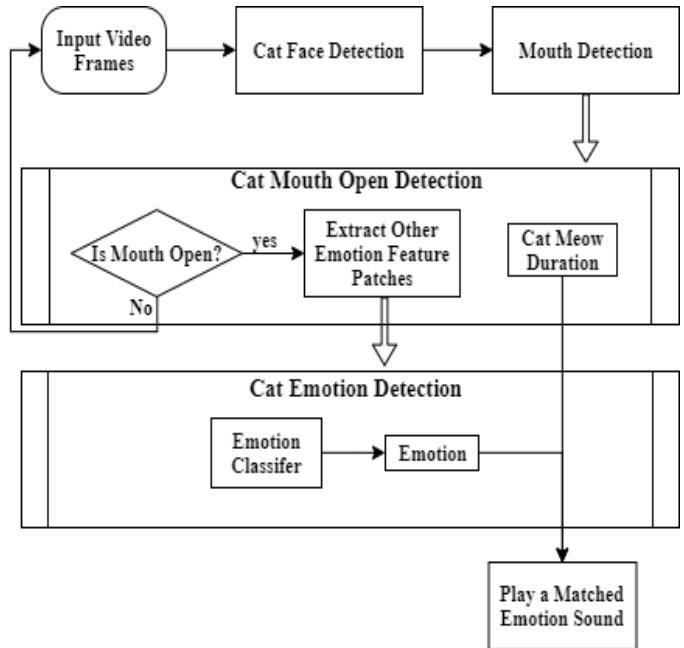 Input Video
Frames
Cat Face Detection
Mouth Detection
Cat Mouth Open Detection
Is Mouth Open?
yes
Extract Other
Emotion Feature
Patches
Cat Meow
Duration
No
Cat Emotion Detection
Emotion
Classifer
Emotion
Play a Matched
Emotion Sound